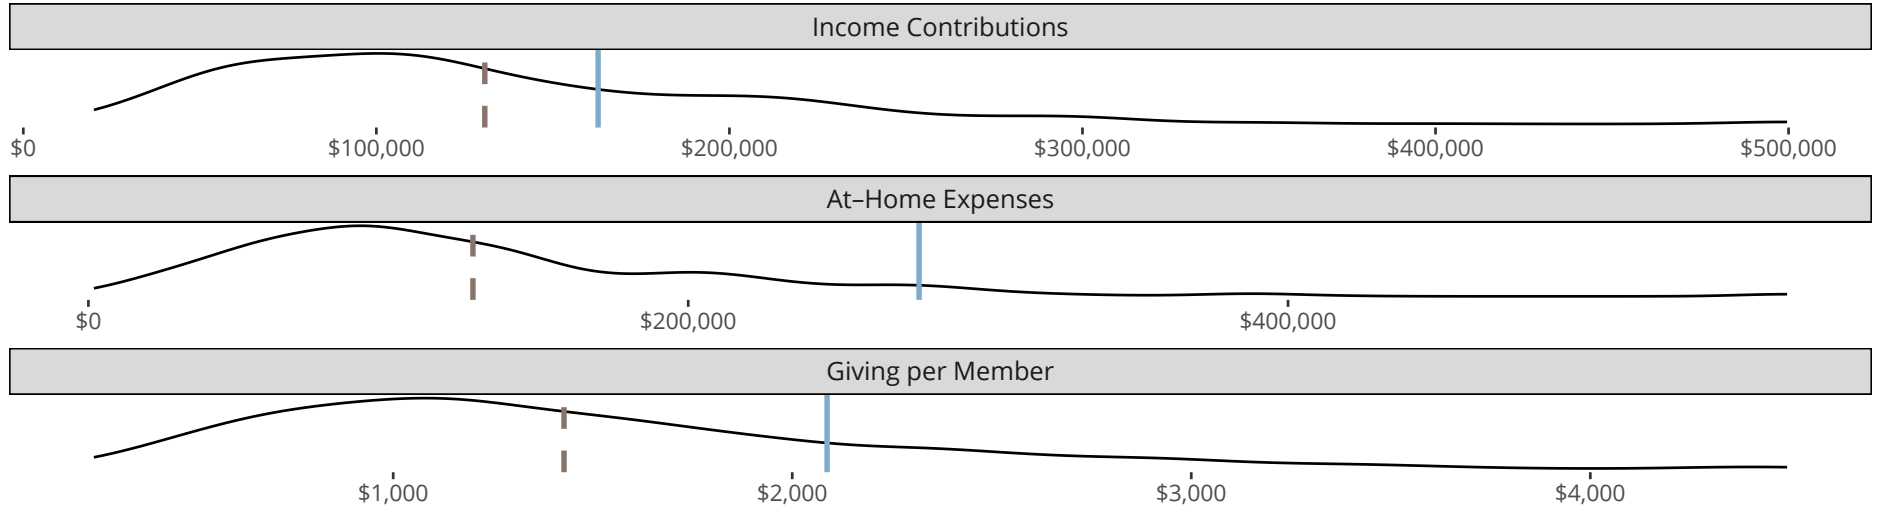 Income Contributions
$0 $100,000 $200,000 $300,000 $400,000 $500,000
At–Home Expenses
$0 $200,000 $400,000
Giving per Member
$1,000 $2,000 $3,000 $4,000